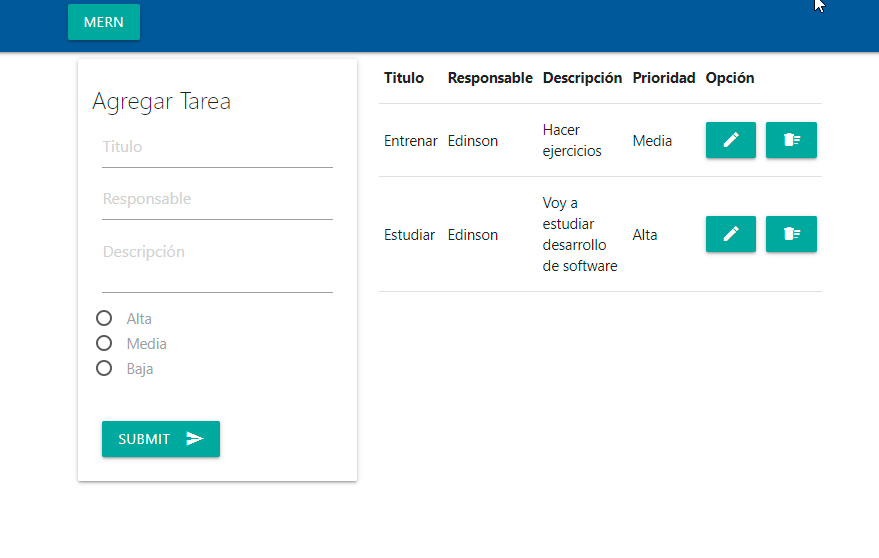 MERN
Agregar Tarea
Titulo
Responsable
Descripción
Alta
Media
Baja
SUBMIT
Titulo Responsable Descripción Prioridad Opción
Entrenar Edinson Hacer ejercicios Media
Estudiar Edinson Voy a estudiar desarrollo de software Alta